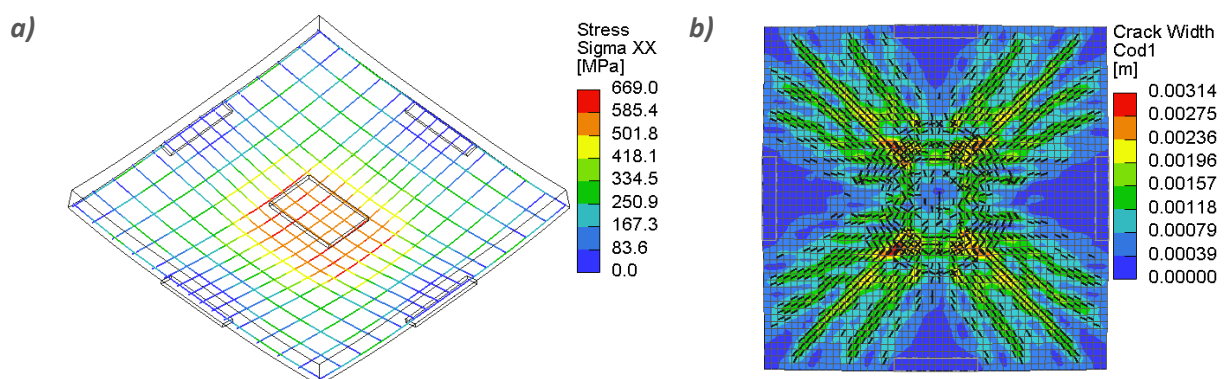 a)
Stress
Sigma XX
[MPa]
669.0
585.4
501.8
418.1
334.5
250.9
167.3
83.6
0.0
b)
Crack Width
Cod1
[m]
0.00314
0.00275
0.00236
0.00196
0.00157
0.00118
0.00079
0.00039
0.00000